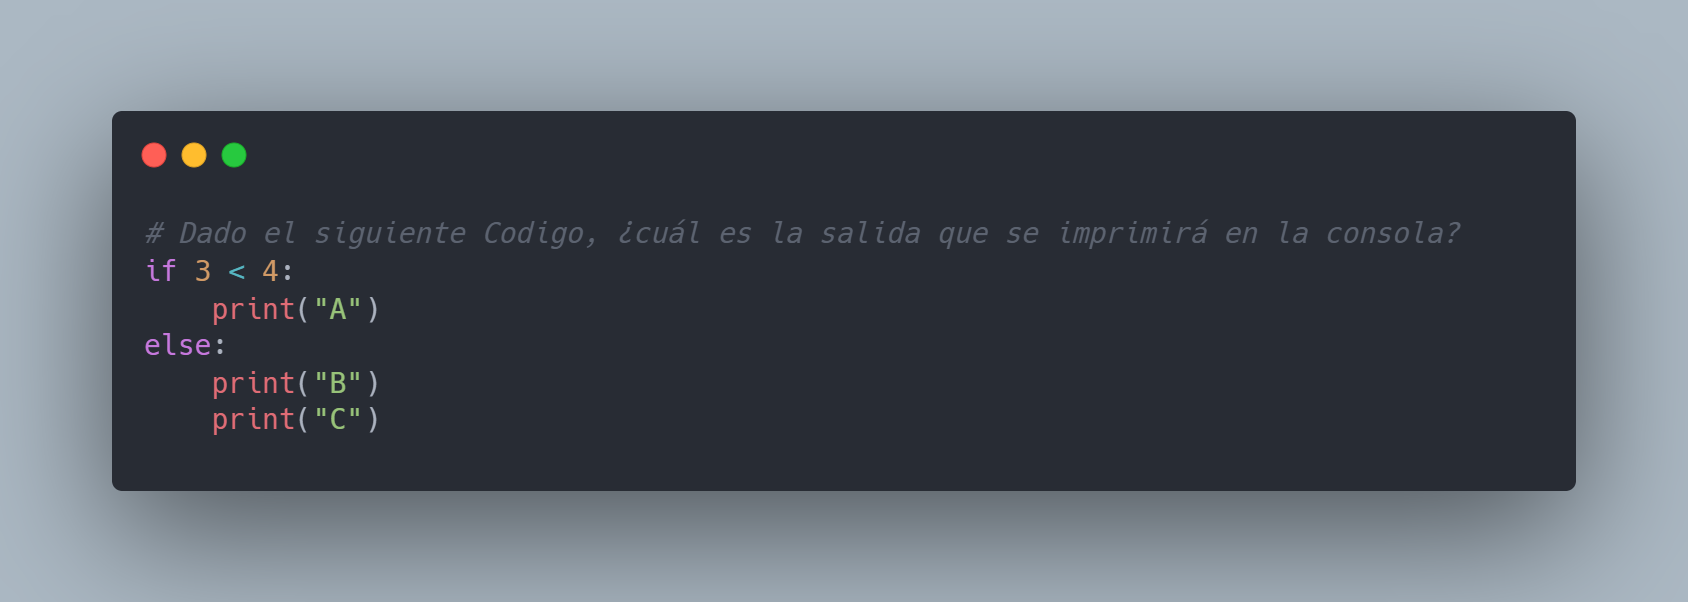 # Dado el siguiente Codigo, ¿cuál es la salida que se imprimirá en la consola?
if 3 < 4:
    print("A")
else:
    print("B")
    print("C")